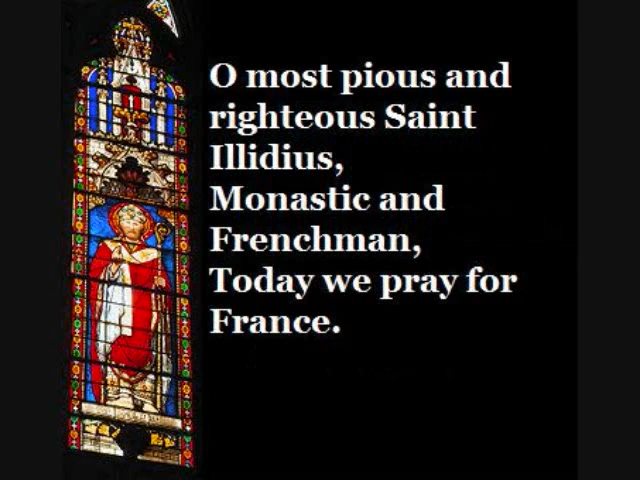 O most pious and
righteous Saint
Illidius,
Monastic and
Frenchman,
Today we pray for
France.